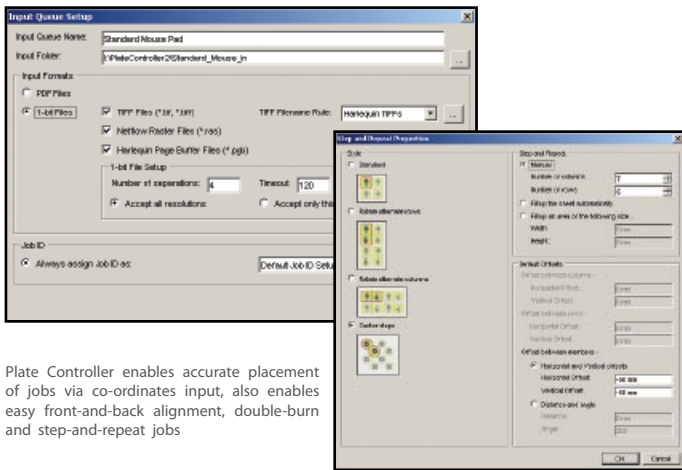 Input Queue Setup
Input Queue Name: Standard Mouse Pad
Input Folder: I:\PlateController2\Standard_Mouse_In
...
Input Formats
PDF Files
1-bit Files
TIFF Files (*.tif, *.tiff)
TIFF Filename Rule: Harlequin TIFFs
...
Netflow Raster Files (*.ras)
Harlequin Page Buffer Files (*.pgb)
1-bit File Setup
Number of separations: 4
Timeout: 120
Accept all resolutions
Accept only this
Job ID
Always assign Job ID as:
Default Job ID Setu
Step and Repeat Properties
Style
Standard
Rotate alternate rows
Rotate alternate columns
Custom steps
Step and Repeat
Manual
Number of columns: 7
Number of rows: 6
Fill up the sheet automatically
Fill up an area of the following size...
Width:
Height:
Default Offsets
Offset between columns -
Horizontal Offset:
Vertical Offset:
Offset between rows -
Horizontal Offset:
Vertical Offset:
Offset between members -
Horizontal and Vertical offsets
Horizontal Offset:
Vertical Offset:
Distance and angle
Distance:
Angle:
OK
Cancel
Plate Controller enables accurate placement
of jobs via co-ordinates input, also enables
easy front-and-back alignment, double-burn
and step-and-repeat jobs